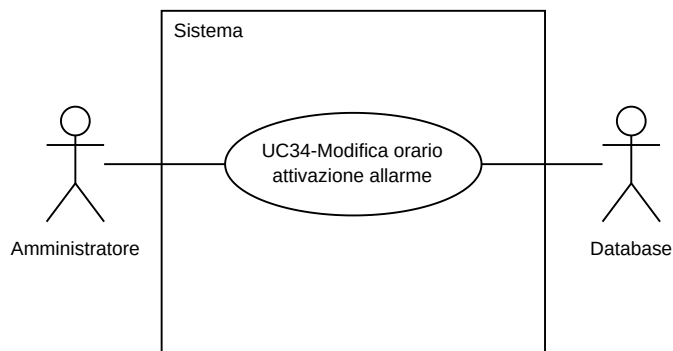 Sistema
UC34-Modifica orario
attivazione allarme
Amministratore
Database